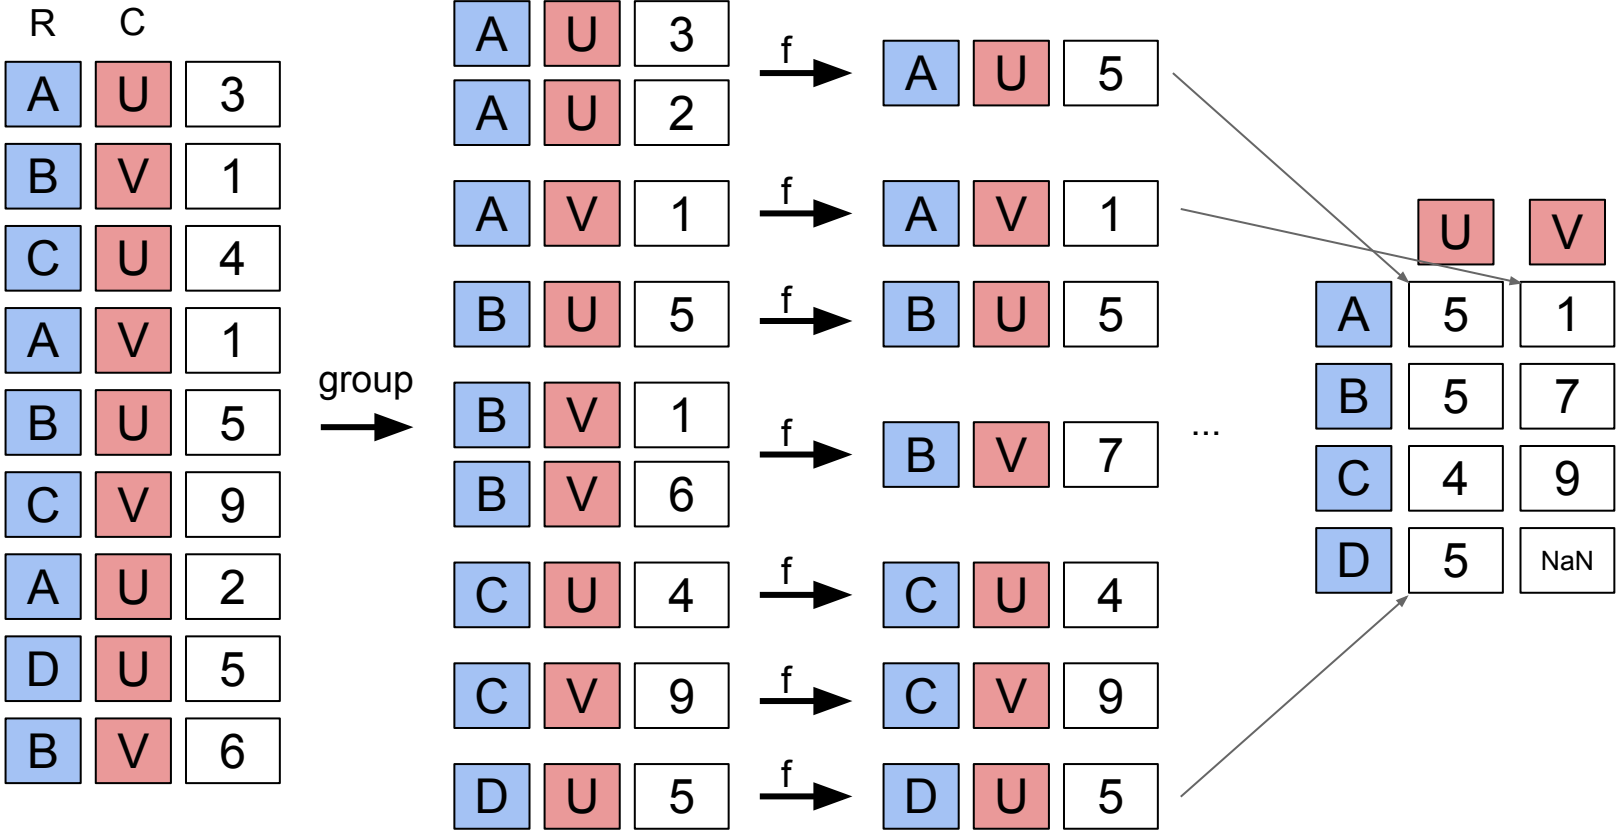 R C
A U 3
B V 1
C U 4
A V 1
B U 5
C V 9
A U 2
D U 5
B V 6
group
A U 3
A U 2
A V 1
B U 5
B V 1
B V 6
C U 4
C V 9
D U 5
f
f
f
f
f
f
f
A U 5
A V 1
B U 5
B V 7
C U 4
C V 9
D U 5
...
U V
A 5 1
B 5 7
C 4 9
D 5 NaN